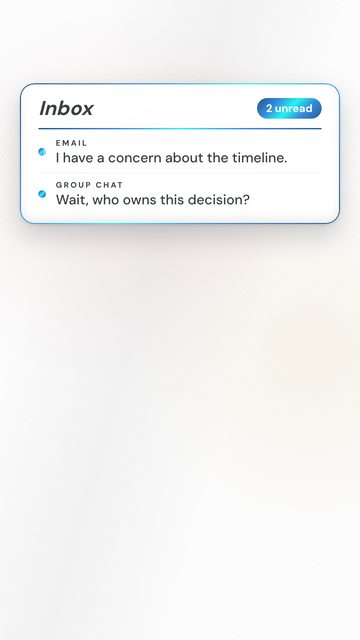 Inbox
2 unread
EMAIL
I have a concern about the timeline.
GROUP CHAT
Wait, who owns this decision?